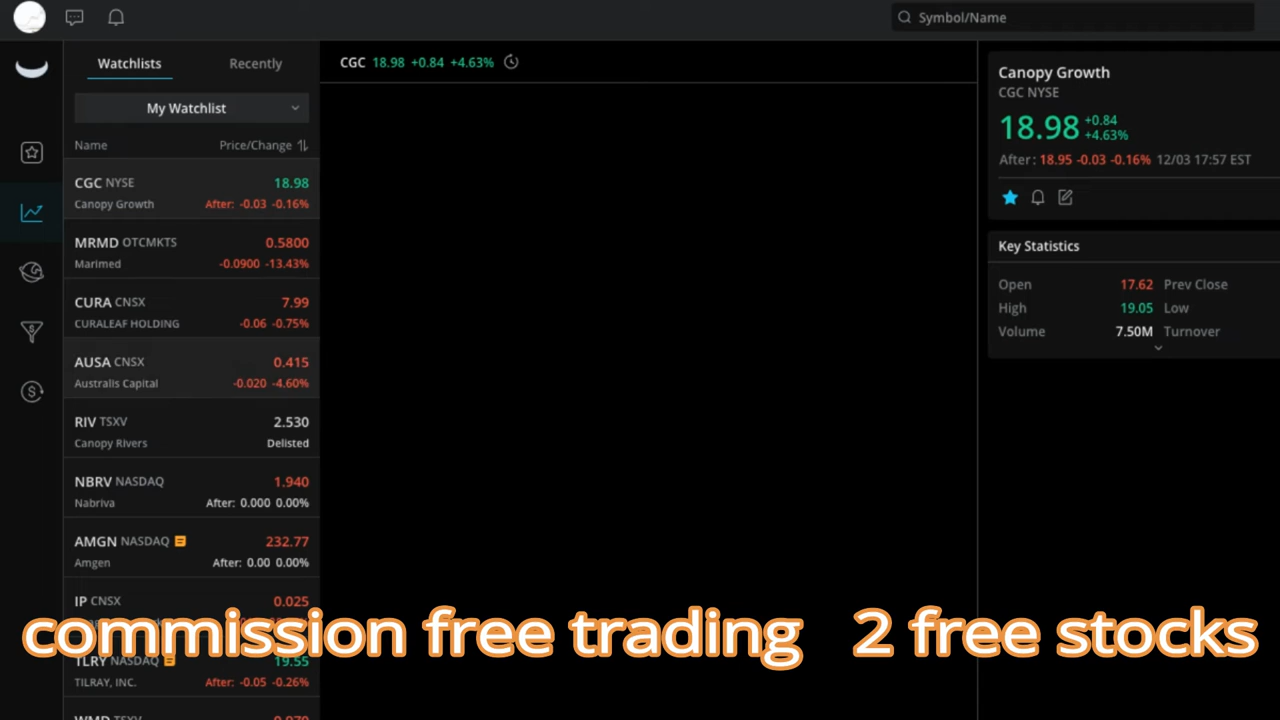 Symbol/Name
Watchlists Recently
CGC 18.98 +0.84 +4.63%
Canopy Growth
CGC NYSE
18.98 +0.84 +4.63%
After: 18.95 -0.03 -0.16% 12/03 17:57 EST
My Watchlist
Name Price/Change
CGC NYSE 18.98
Canopy Growth After: -0.03 -0.16%
MRMD OTCMKTS 0.5800
Marimed -0.0900 -13.43%
CURA CNSX 7.99
CURALEAF HOLDING -0.06 -0.75%
AUSA CNSX 0.415
Australis Capital -0.020 -4.60%
RIV TSXV 2.530
Canopy Rivers Delisted
NBRV NASDAQ 1.940
Nabriva After: 0.000 0.00%
AMGN NASDAQ 232.77
Amgen After: 0.00 0.00%
IP CNSX 0.025
TLRY NASDAQ 19.55
TILRAY, INC. After: -0.05 -0.26%
Key Statistics
Open 17.62 Prev Close
High 19.05 Low
Volume 7.50M Turnover
commission free trading 2 free stocks